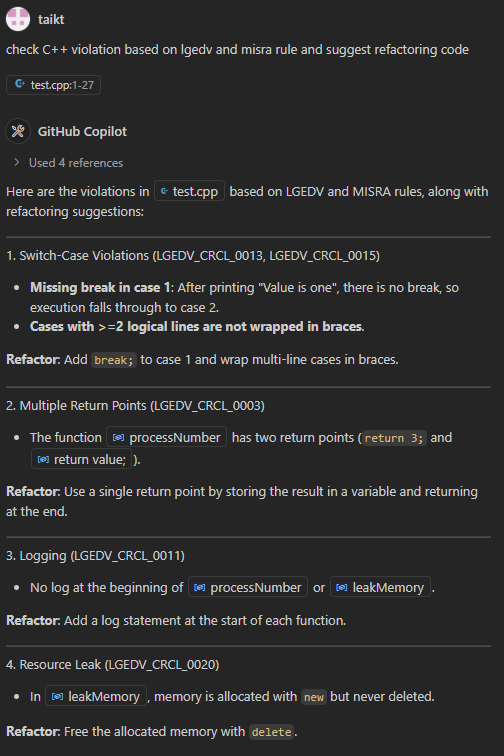 taikt
check C++ violation based on lgedv and misra rule and suggest refactoring code
test.cpp:1-27
GitHub Copilot
Used 4 references
Here are the violations in test.cpp based on LGEDV and MISRA rules, along with
refactoring suggestions:
1. Switch-Case Violations (LGEDV_CRCL_0013, LGEDV_CRCL_0015)
• Missing break in case 1: After printing "Value is one", there is no break, so
execution falls through to case 2.
• Cases with >=2 logical lines are not wrapped in braces.
Refactor: Add break; to case 1 and wrap multi-line cases in braces.
2. Multiple Return Points (LGEDV_CRCL_0003)
• The function processNumber has two return points (return 3; and
return value;).
Refactor: Use a single return point by storing the result in a variable and returning
at the end.
3. Logging (LGEDV_CRCL_0011)
• No log at the beginning of processNumber or leakMemory.
Refactor: Add a log statement at the start of each function.
4. Resource Leak (LGEDV_CRCL_0020)
• In leakMemory, memory is allocated with new but never deleted.
Refactor: Free the allocated memory with delete.